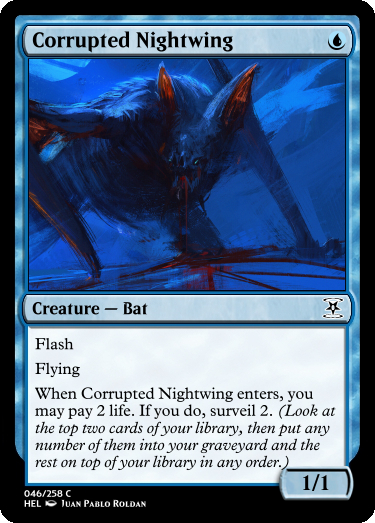 Corrupted Nightwing
Creature — Bat
Flash
Flying
When Corrupted Nightwing enters, you
may pay 2 life. If you do, surveil 2. (Look at
the top two cards of your library, then put any
number of them into your graveyard and the
rest on top of your library in any order.)
1/1
046/258 C
HEL Juan Pablo Roldan